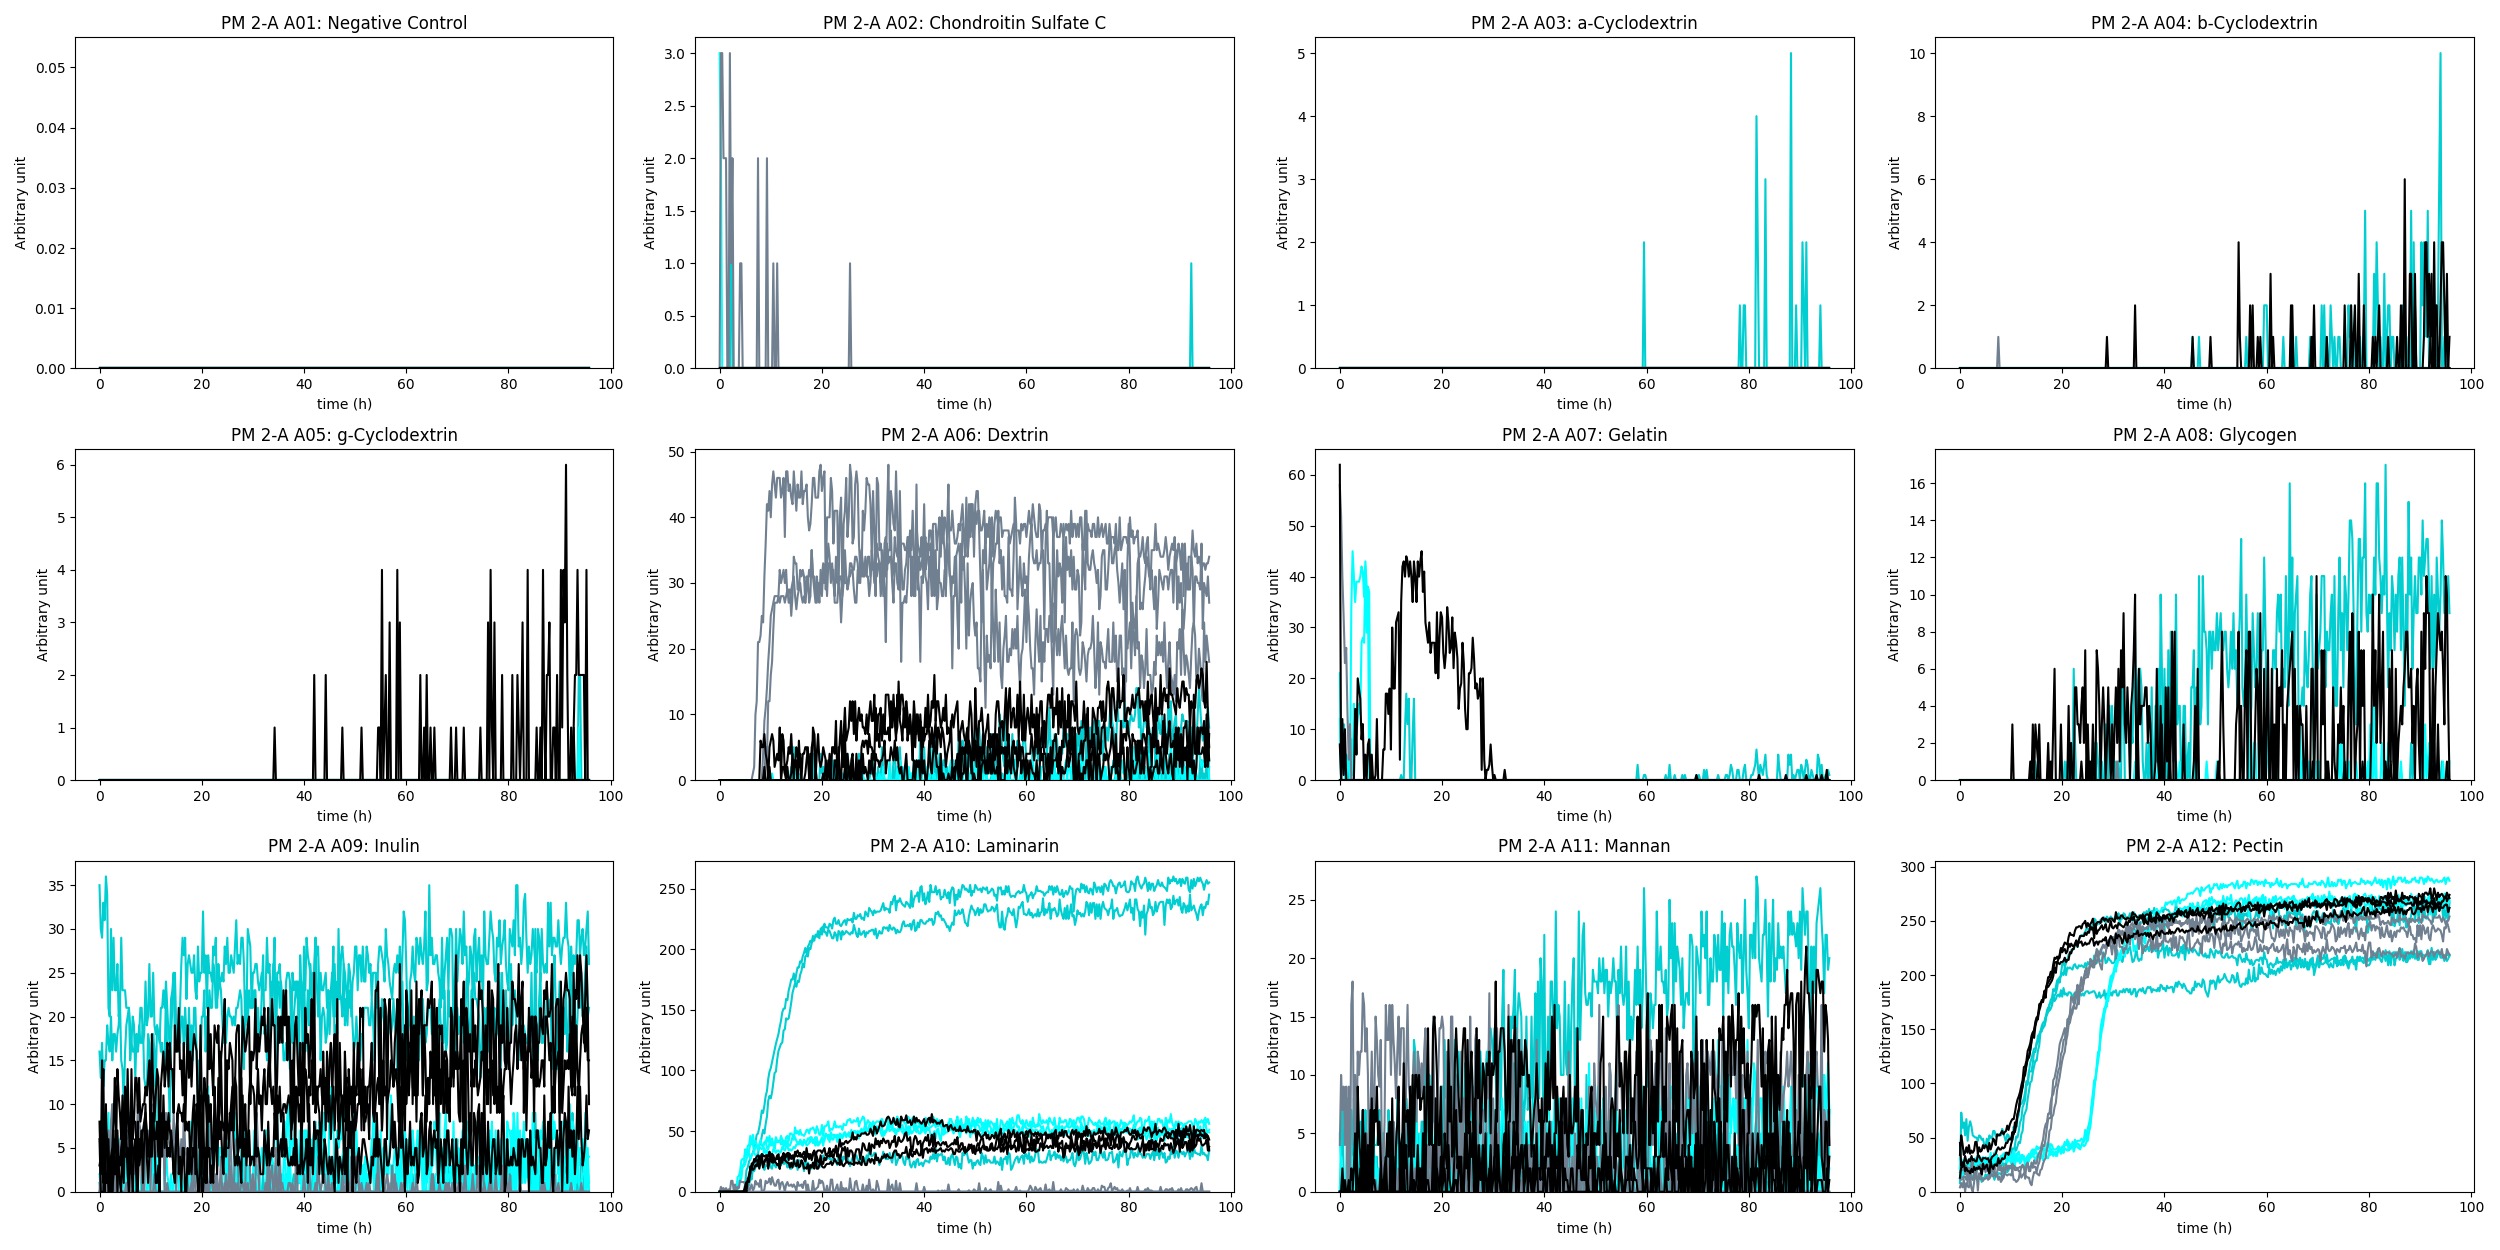 PM 2-A A01: Negative Control
PM 2-A A02: Chondroitin Sulfate C
PM 2-A A03: a-Cyclodextrin
PM 2-A A04: b-Cyclodextrin
Arbitrary unit
0.05
0.04
0.03
0.02
0.01
0.00
0 20 40 60 80 100
time (h)
Arbitrary unit
3.0
2.5
2.0
1.5
1.0
0.5
0.0
0 20 40 60 80 100
time (h)
Arbitrary unit
5
4
3
2
1
0
0 20 40 60 80 100
time (h)
Arbitrary unit
10
8
6
4
2
0
0 20 40 60 80 100
time (h)
PM 2-A A05: g-Cyclodextrin
PM 2-A A06: Dextrin
PM 2-A A07: Gelatin
PM 2-A A08: Glycogen
Arbitrary unit
6
5
4
3
2
1
0
0 20 40 60 80 100
time (h)
Arbitrary unit
50
40
30
20
10
0
0 20 40 60 80 100
time (h)
Arbitrary unit
60
50
40
30
20
10
0
0 20 40 60 80 100
time (h)
Arbitrary unit
16
14
12
10
8
6
4
2
0
0 20 40 60 80 100
time (h)
PM 2-A A09: Inulin
PM 2-A A10: Laminarin
PM 2-A A11: Mannan
PM 2-A A12: Pectin
Arbitrary unit
35
30
25
20
15
10
5
0
0 20 40 60 80 100
time (h)
Arbitrary unit
250
200
150
100
50
0
0 20 40 60 80 100
time (h)
Arbitrary unit
25
20
15
10
5
0
0 20 40 60 80 100
time (h)
Arbitrary unit
300
250
200
150
100
50
0
0 20 40 60 80 100
time (h)